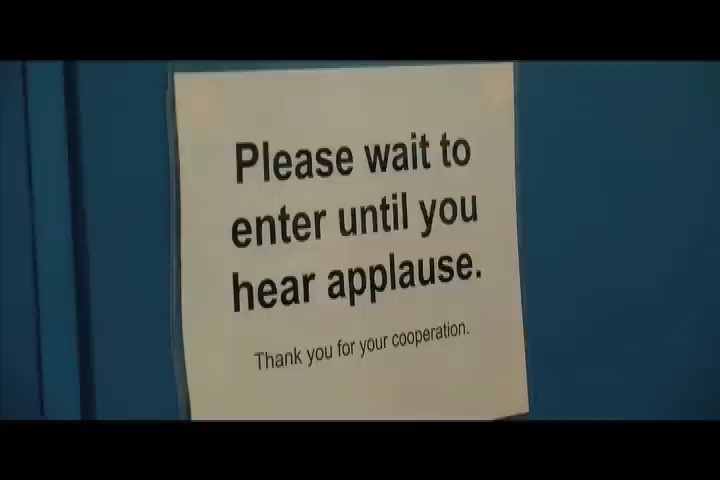 Please wait to
enter until you
hear applause.
Thank you for your cooperation.